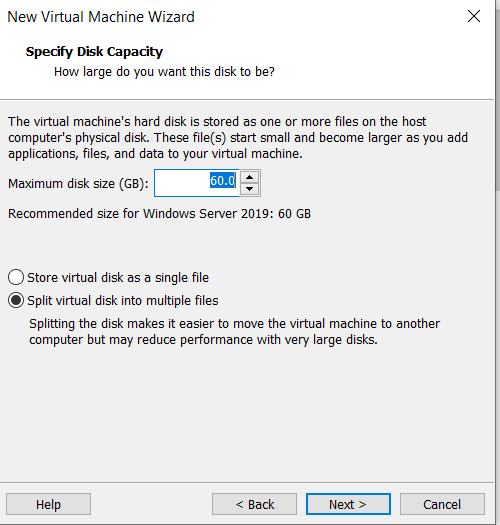 New Virtual Machine Wizard
Specify Disk Capacity
How large do you want this disk to be?
The virtual machine's hard disk is stored as one or more files on the host
computer's physical disk. These file(s) start small and become larger as you add
applications, files, and data to your virtual machine.
Maximum disk size (GB): 60.0
Recommended size for Windows Server 2019: 60 GB
Store virtual disk as a single file
Split virtual disk into multiple files
Splitting the disk makes it easier to move the virtual machine to another
computer but may reduce performance with very large disks.
Help < Back Next > Cancel